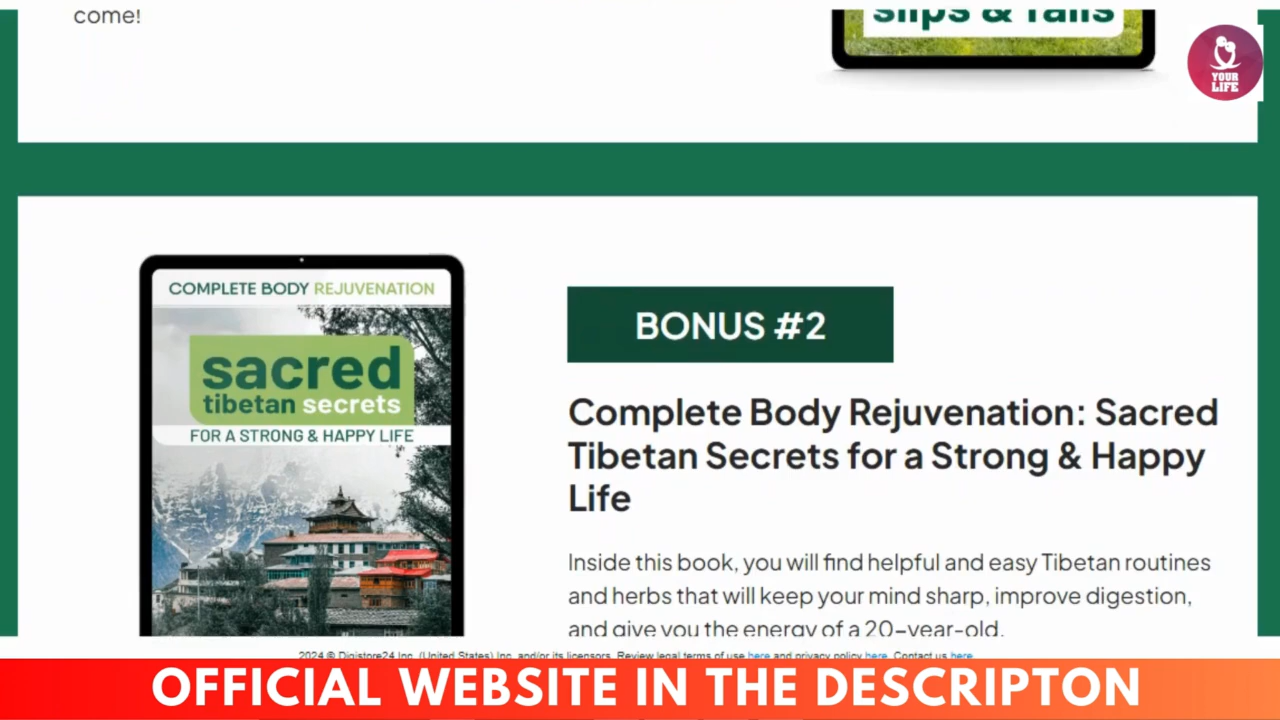 come!
slips & falls
YOUR
LIFE
COMPLETE BODY REJUVENATION
sacred
tibetan secrets
FOR A STRONG & HAPPY LIFE
BONUS #2
Complete Body Rejuvenation: Sacred
Tibetan Secrets for a Strong & Happy
Life
Inside this book, you will find helpful and easy Tibetan routines
and herbs that will keep your mind sharp, improve digestion,
and give you the energy of a 20-year-old.
2024 © Digistore24 Inc. (United States) Inc. and/or its licensors. Review legal terms of use here and privacy policy here. Contact us here
OFFICIAL WEBSITE IN THE DESCRIPTON